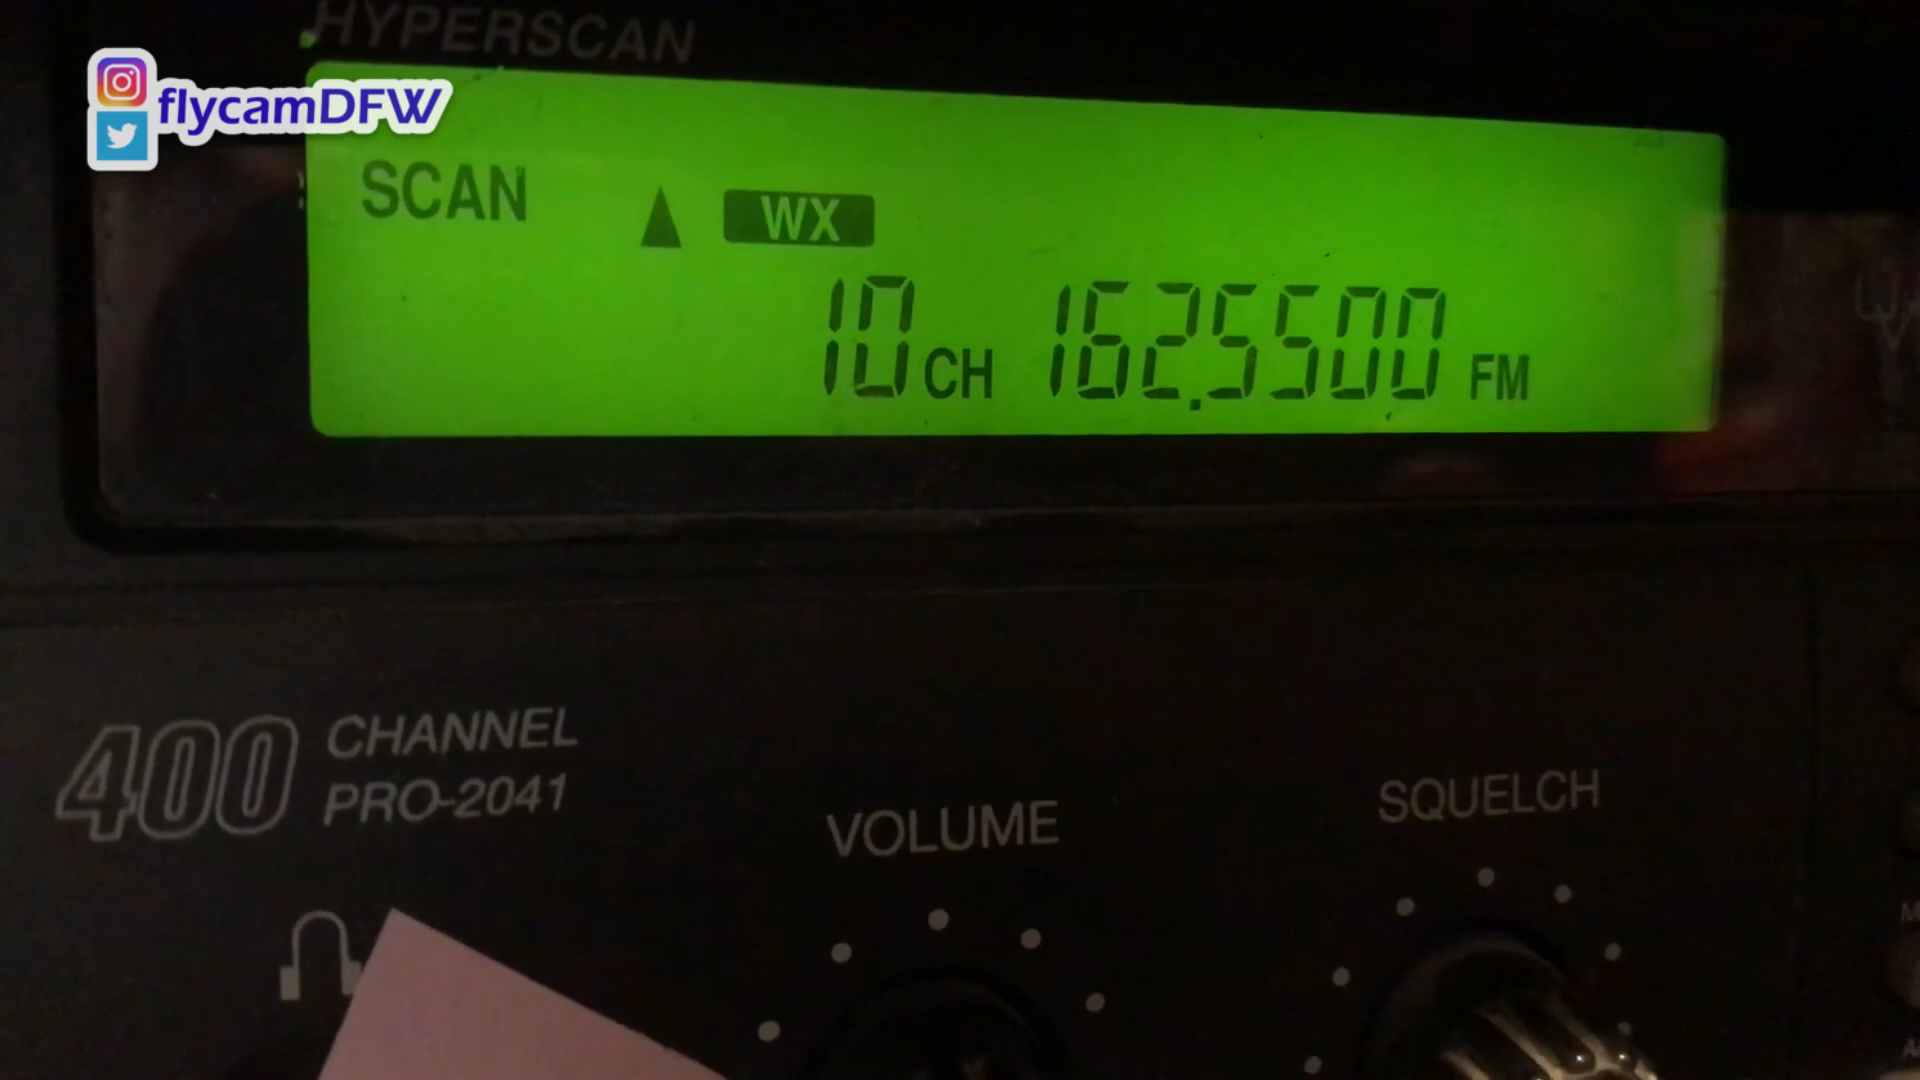 HYPERSCAN
flycamDFW
SCAN ▲ WX
10 CH 162.5500 FM
400 CHANNEL
PRO-2041
VOLUME
SQUELCH